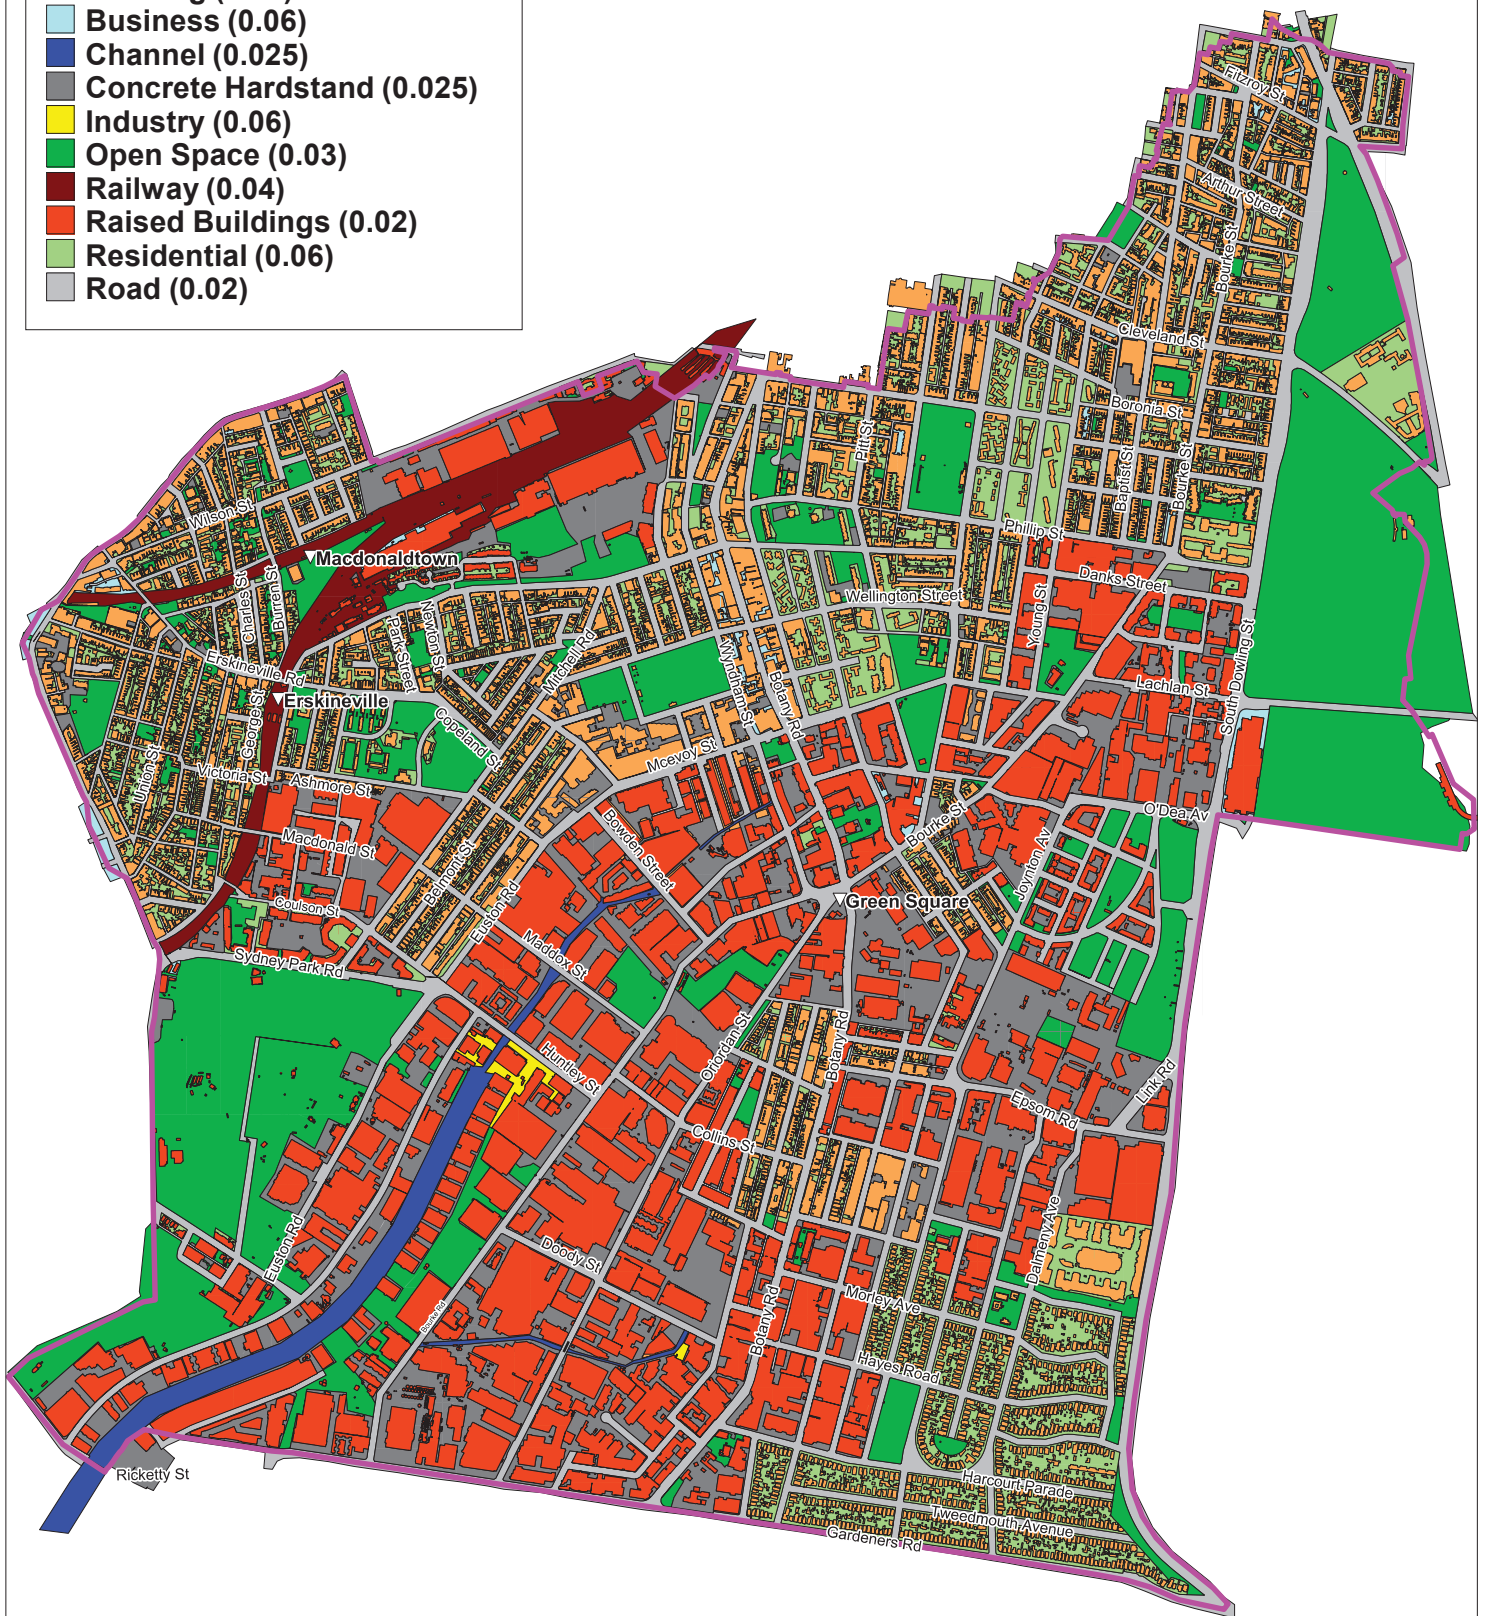 Business (0.06)
Channel (0.025)
Concrete Hardstand (0.025)
Industry (0.06)
Open Space (0.03)
Railway (0.04)
Raised Buildings (0.02)
Residential (0.06)
Road (0.02)
Fitzroy St
Arthur Street
Bourke St
Cleveland St
Boronia St
Pitt St
Baptist St
Bourke St
Wilson St
Phillip St
Macdonaldtown
Danks Street
Charles St
Burren St
Wellington Street
Newton St
Park Street
Young St
Mitchell Rd
South Dowling St
Erskineville Rd
Wyndham St
Botany Rd
Lachlan St
Erskineville
George St
Copeland St
Union St
Mcevoy St
Victoria St
Ashmore St
O'Dea Av
Bourke St
Macdonald St
Bowden Street
Belmont St
Joynton Av
Green Square
Coulson St
Euston Rd
Maddox St
Sydney Park Rd
Oriordan St
Botany Rd
Huntley St
Link Rd
Epsom Rd
Collins St
Euston Rd
Dalmeny Ave
Doody St
Morley Ave
Bourke Rd
Botany Rd
Hayes Road
Ricketty St
Harcourt Parade
Tweedmouth Avenue
Gardeners Rd